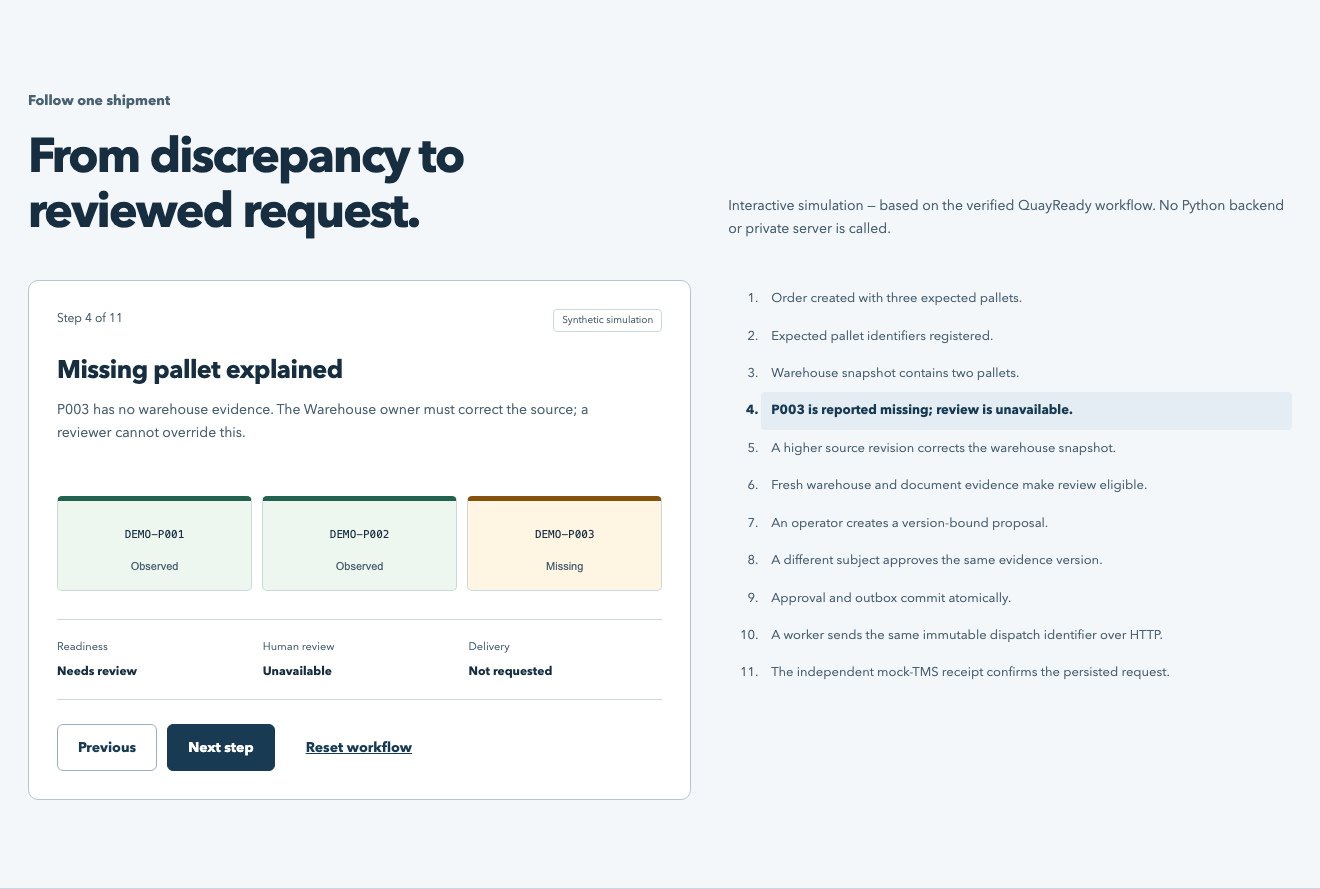 Follow one shipment
From discrepancy to
reviewed request.
Interactive simulation — based on the verified QuayReady workflow. No Python backend
or private server is called.
Step 4 of 11
Synthetic simulation
Missing pallet explained
P003 has no warehouse evidence. The Warehouse owner must correct the source; a
reviewer cannot override this.
DEMO-P001
Observed
DEMO-P002
Observed
DEMO-P003
Missing
Readiness
Needs review
Human review
Unavailable
Delivery
Not requested
Previous
Next step
Reset workflow
1. Order created with three expected pallets.
2. Expected pallet identifiers registered.
3. Warehouse snapshot contains two pallets.
4. P003 is reported missing; review is unavailable.
5. A higher source revision corrects the warehouse snapshot.
6. Fresh warehouse and document evidence make review eligible.
7. An operator creates a version-bound proposal.
8. A different subject approves the same evidence version.
9. Approval and outbox commit atomically.
10. A worker sends the same immutable dispatch identifier over HTTP.
11. The independent mock-TMS receipt confirms the persisted request.